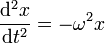 d²x/dt² = −ω²x